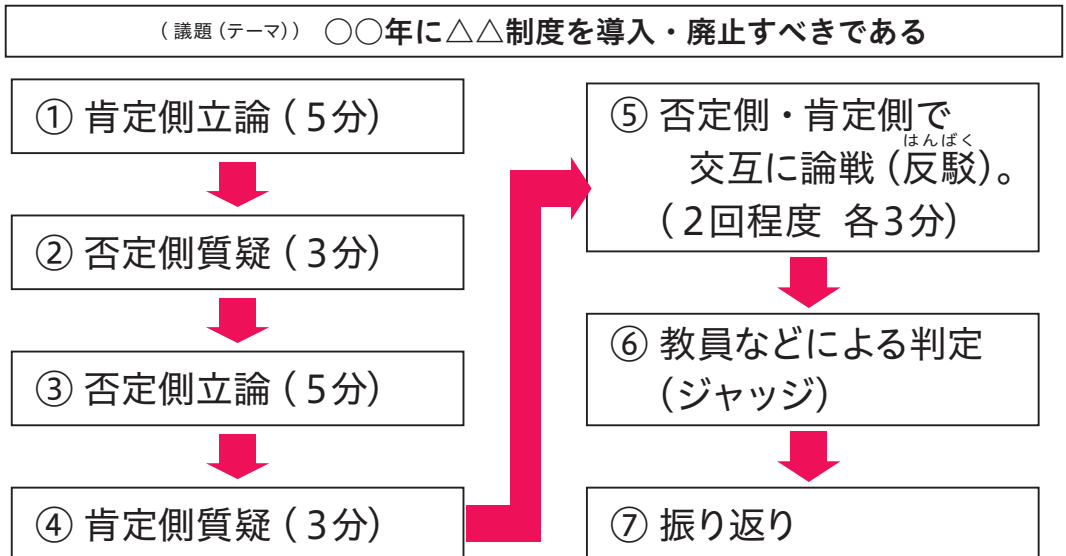 （議題（テーマ）） ○○年に△△制度を導入・廃止すべきである
① 肯定側立論（5分）
② 否定側質疑（3分）
③ 否定側立論（5分）
④ 肯定側質疑（3分）
⑤ 否定側・肯定側で
はんばく
交互に論戦（反駁）。
（2回程度 各3分）
⑥ 教員などによる判定
（ジャッジ）
⑦ 振り返り